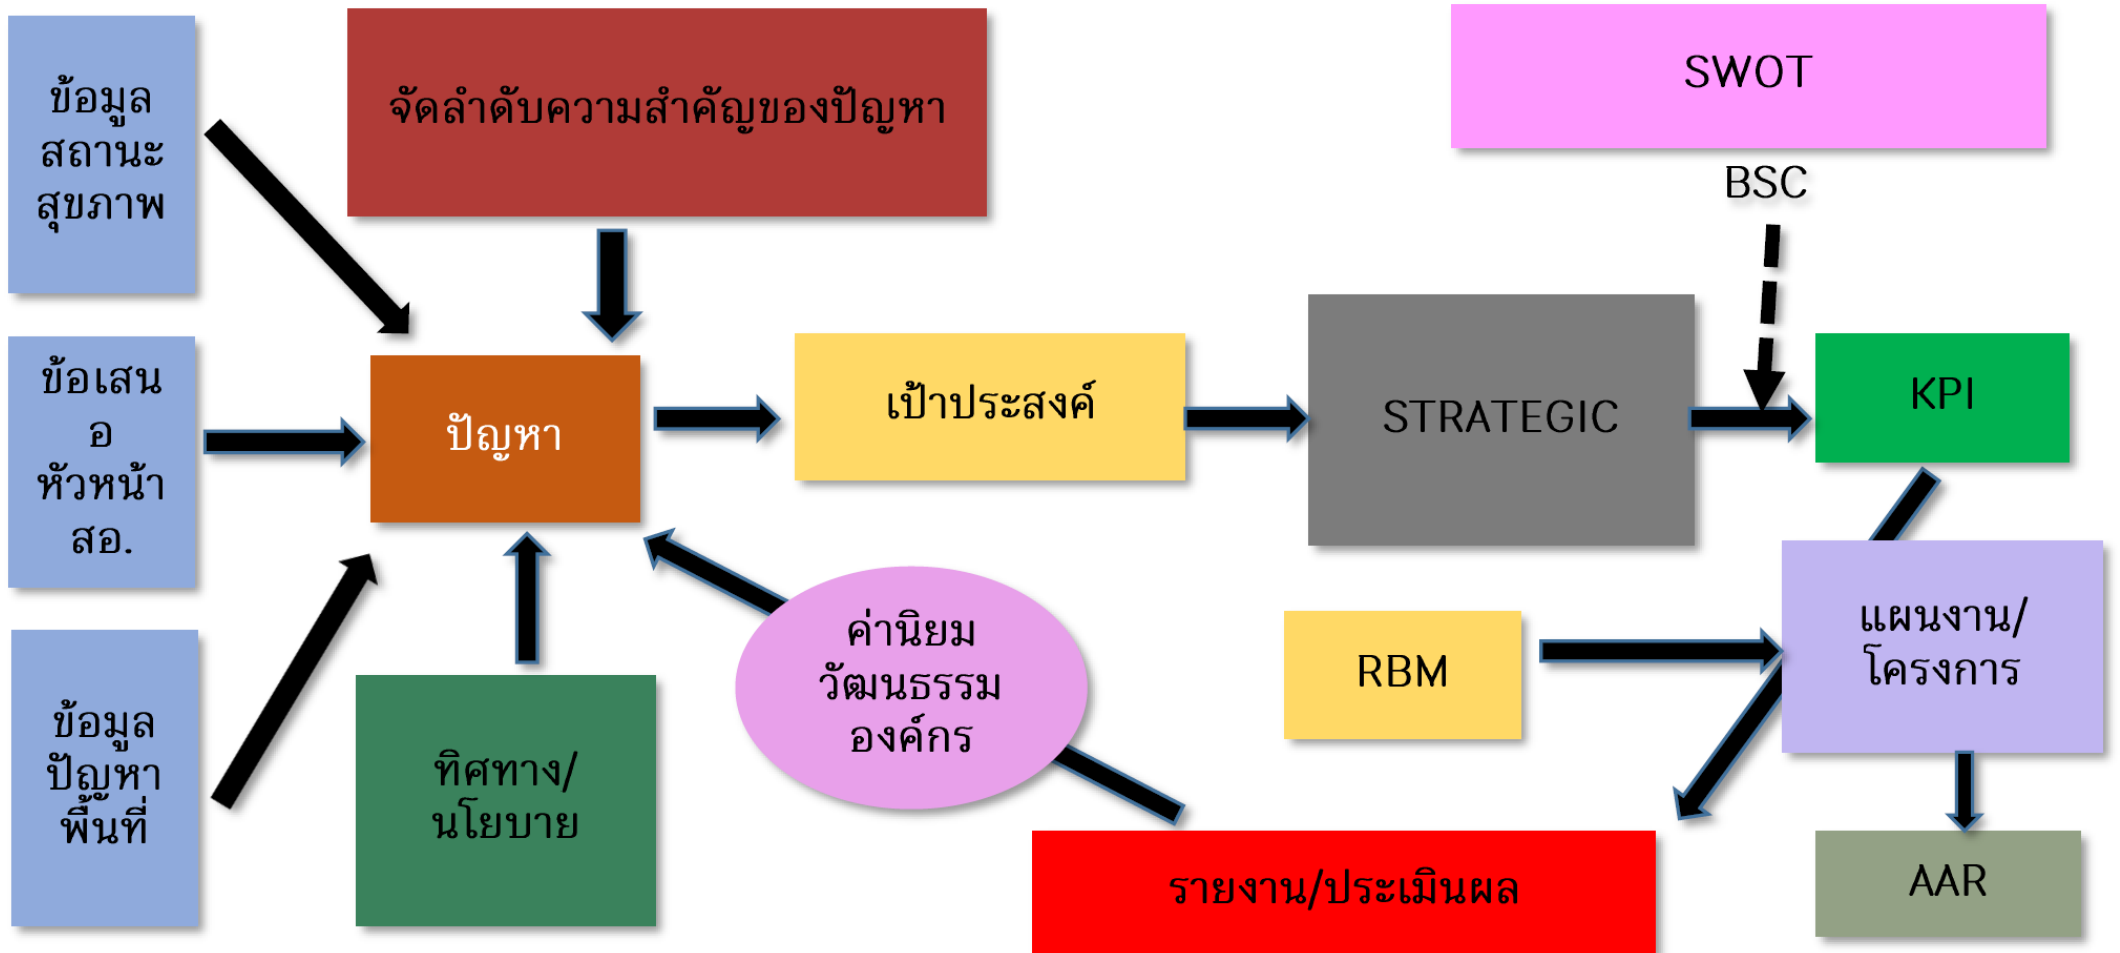 ข้อมูล
สถานะ
สุขภาพ
จัดลำดับความสำคัญของปัญหา
SWOT
BSC
ข้อเสน
อ
หัวหน้า
สอ.
ปัญหา
เป้าประสงค์
STRATEGIC
KPI
ข้อมูล
ปัญหา
พื้นที่
ทิศทาง/
นโยบาย
ค่านิยม
วัฒนธรรม
องค์กร
RBM
แผนงาน/
โครงการ
รายงาน/ประเมินผล
AAR